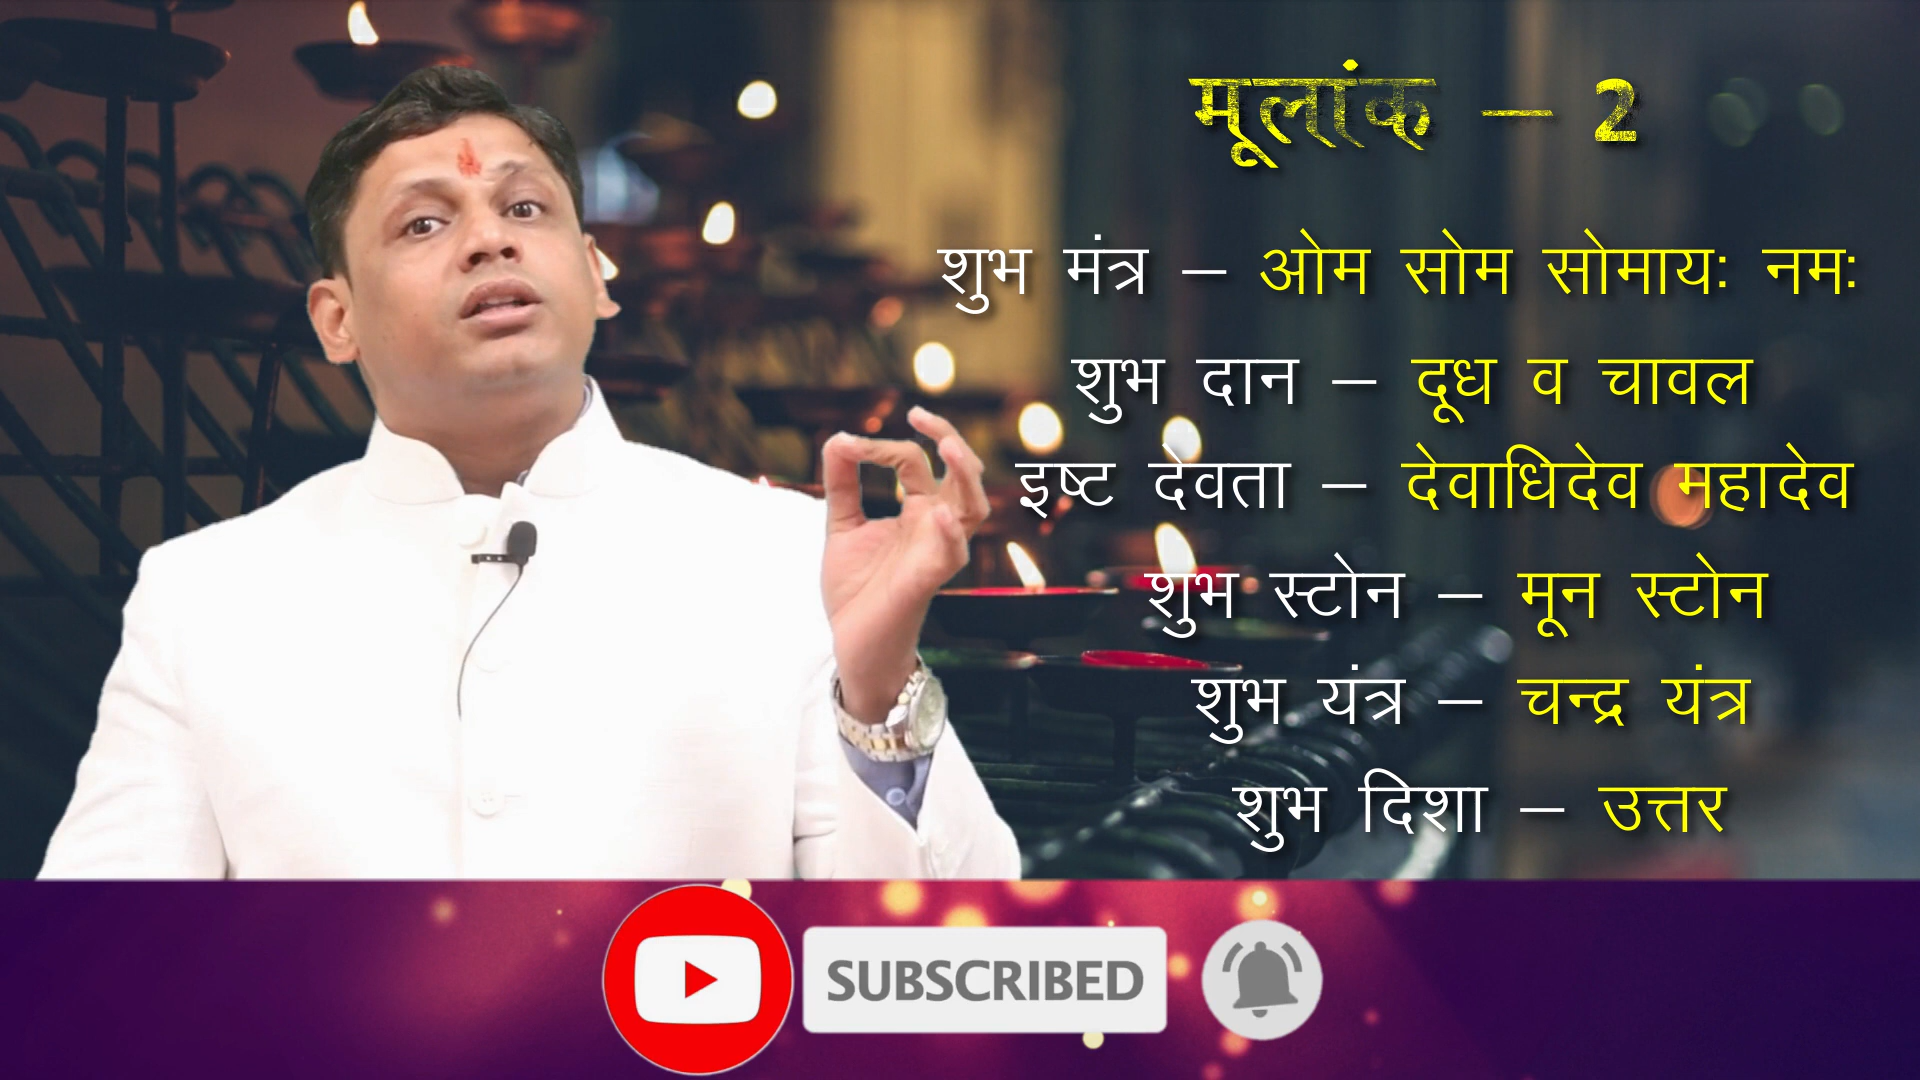 मूलांक – 2
शुभ मंत्र – ओम सोम सोमायः नमः
शुभ दान – दूध व चावल
इष्ट देवता – देवाधिदेव महादेव
शुभ स्टोन – मून स्टोन
शुभ यंत्र – चन्द्र यंत्र
शुभ दिशा – उत्तर
SUBSCRIBED